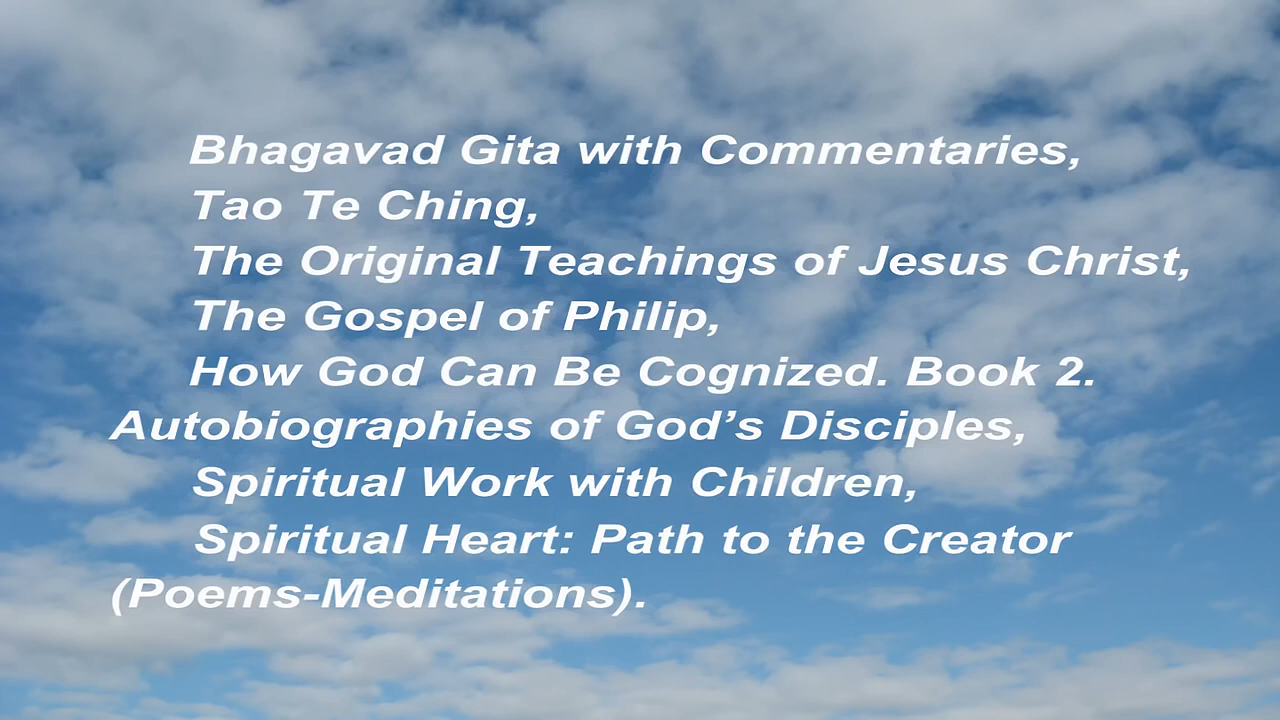 Bhagavad Gita with Commentaries,
Tao Te Ching,
The Original Teachings of Jesus Christ,
The Gospel of Philip,
How God Can Be Cognized. Book 2.
Autobiographies of God’s Disciples,
Spiritual Work with Children,
Spiritual Heart: Path to the Creator
(Poems-Meditations).